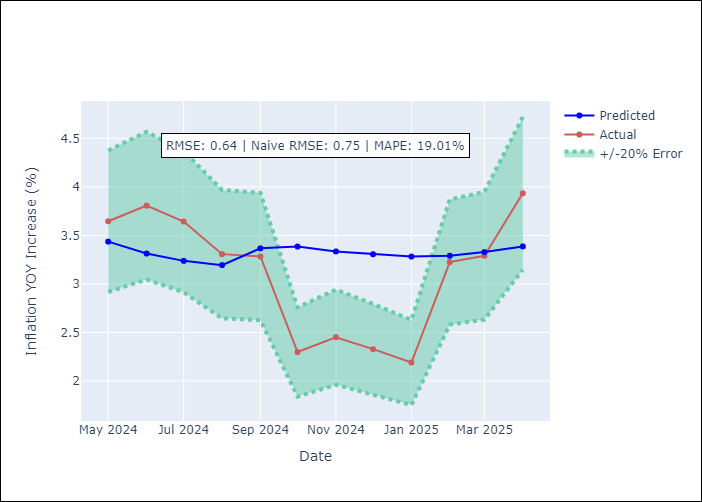 RMSE: 0.64 | Naive RMSE: 0.75 | MAPE: 19.01%
Predicted
Actual
+/-20% Error
Inflation YOY Increase (%)
4.5
4
3.5
3
2.5
2
May 2024
Jul 2024
Sep 2024
Nov 2024
Jan 2025
Mar 2025
Date